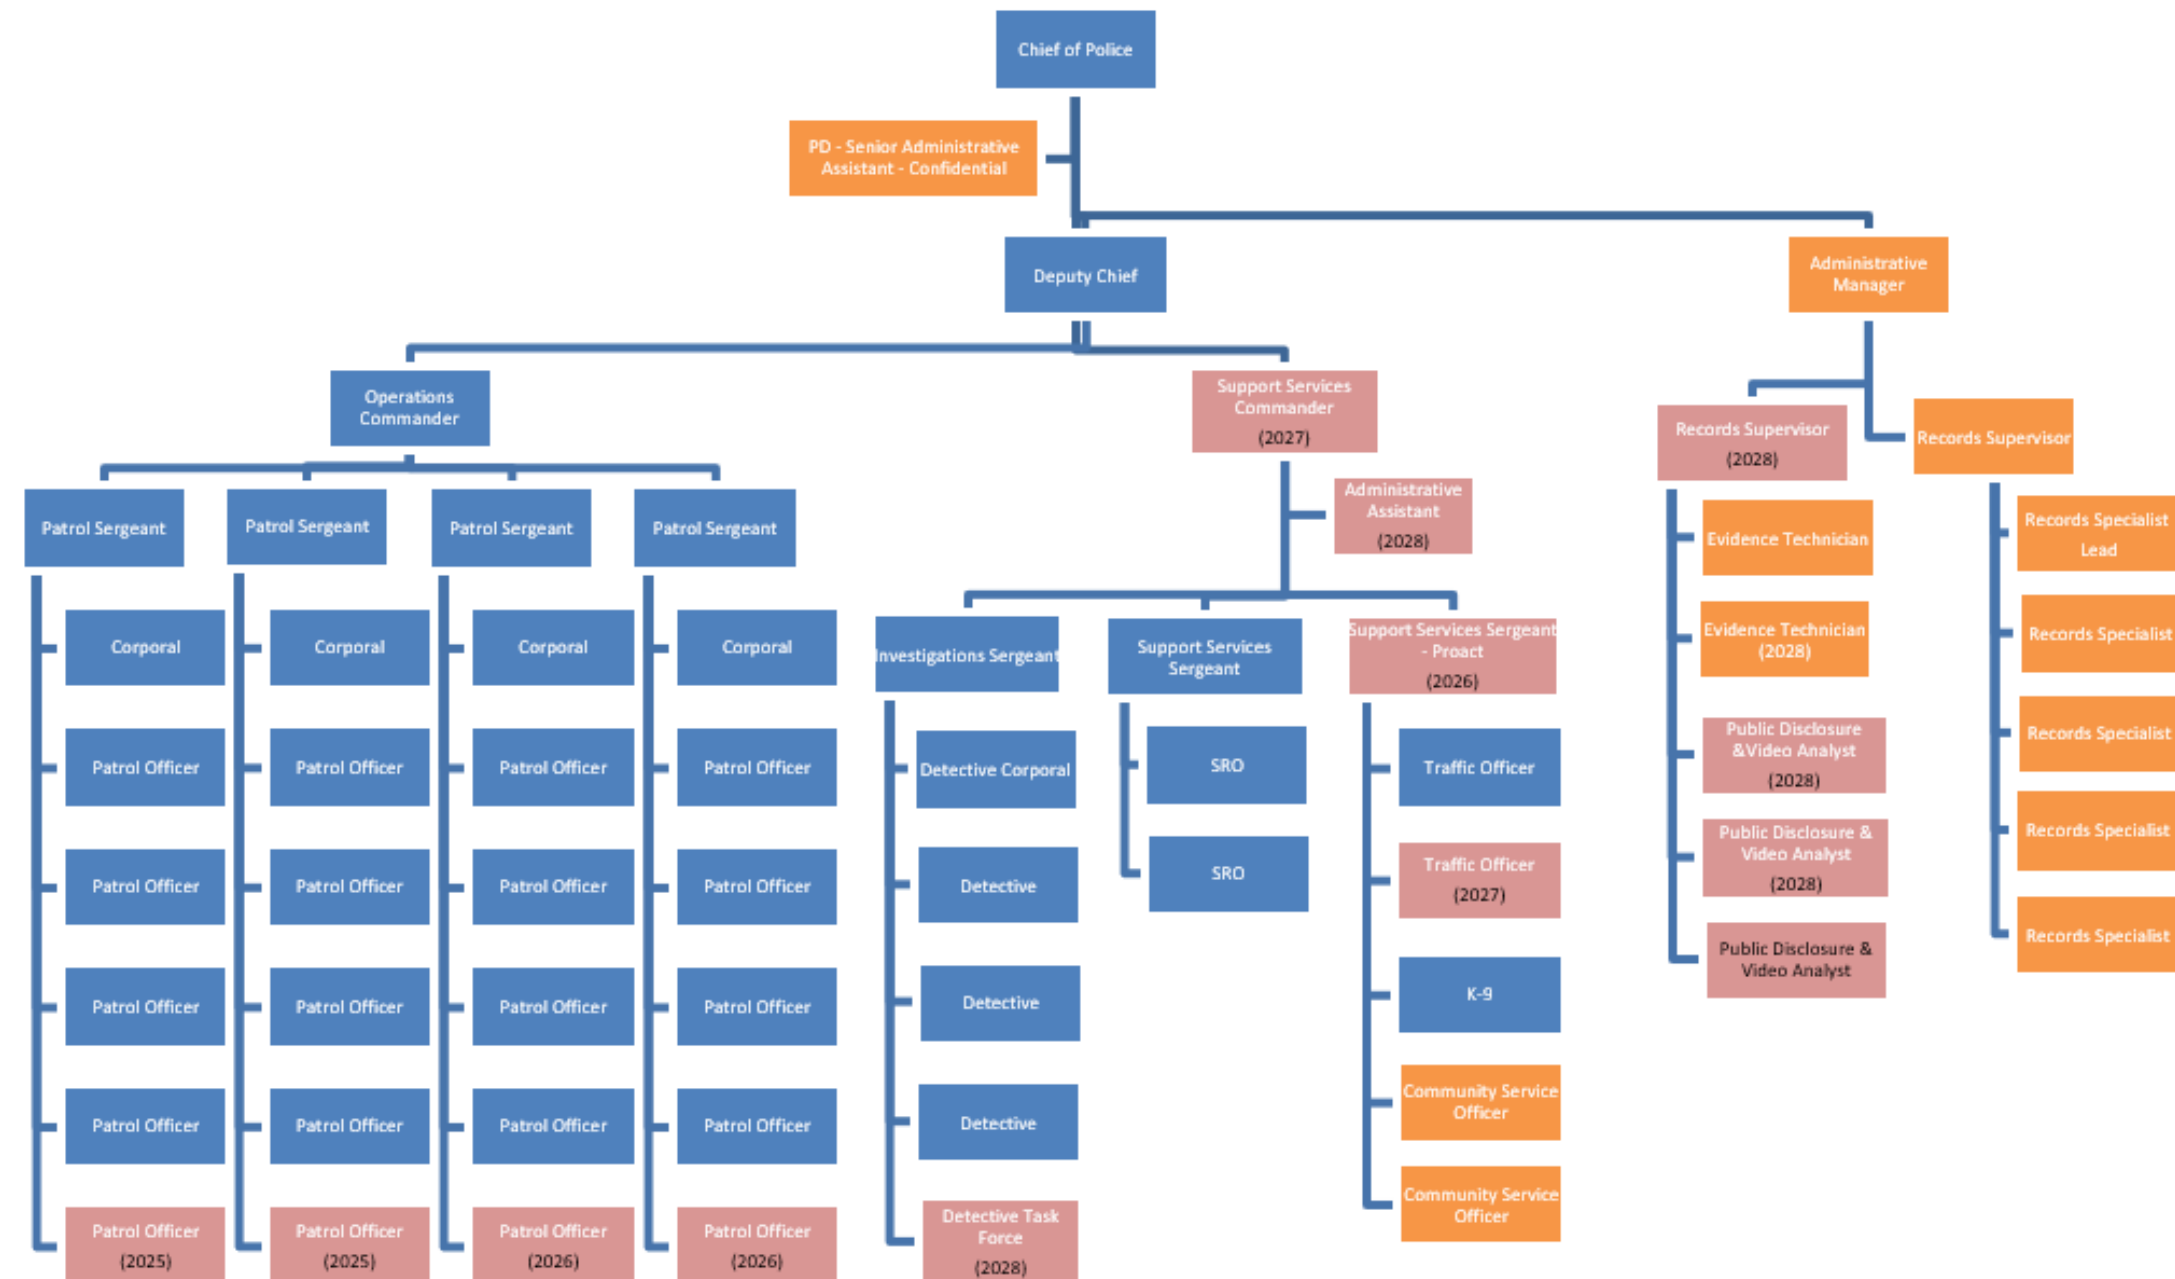 Chief of Police
PD - Senior Administrative
Assistant - Confidential
Deputy Chief
Administrative
Manager
Operations
Commander
Support Services
Commander
(2027)
Records Supervisor
(2028)
Records Supervisor
Administrative
Assistant
(2028)
Patrol Sergeant
Corporal
Patrol Officer
Patrol Officer
Patrol Officer
Patrol Officer
Patrol Officer
(2025)
Patrol Sergeant
Corporal
Patrol Officer
Patrol Officer
Patrol Officer
Patrol Officer
Patrol Officer
(2025)
Patrol Sergeant
Corporal
Patrol Officer
Patrol Officer
Patrol Officer
Patrol Officer
Patrol Officer
(2026)
Patrol Sergeant
Corporal
Patrol Officer
Patrol Officer
Patrol Officer
Patrol Officer
Patrol Officer
(2026)
Investigations Sergeant
Detective Corporal
Detective
Detective
Detective
Detective Task
Force
(2028)
Support Services
Sergeant
SRO
SRO
Support Services Sergeant
- Proact
(2026)
Traffic Officer
Traffic Officer
(2027)
K-9
Community Service
Officer
Community Service
Officer
Evidence Technician
Evidence Technician
(2028)
Public Disclosure
&Video Analyst
(2028)
Public Disclosure &
Video Analyst
(2028)
Public Disclosure &
Video Analyst
Records Specialist
Lead
Records Specialist
Records Specialist
Records Specialist
Records Specialist